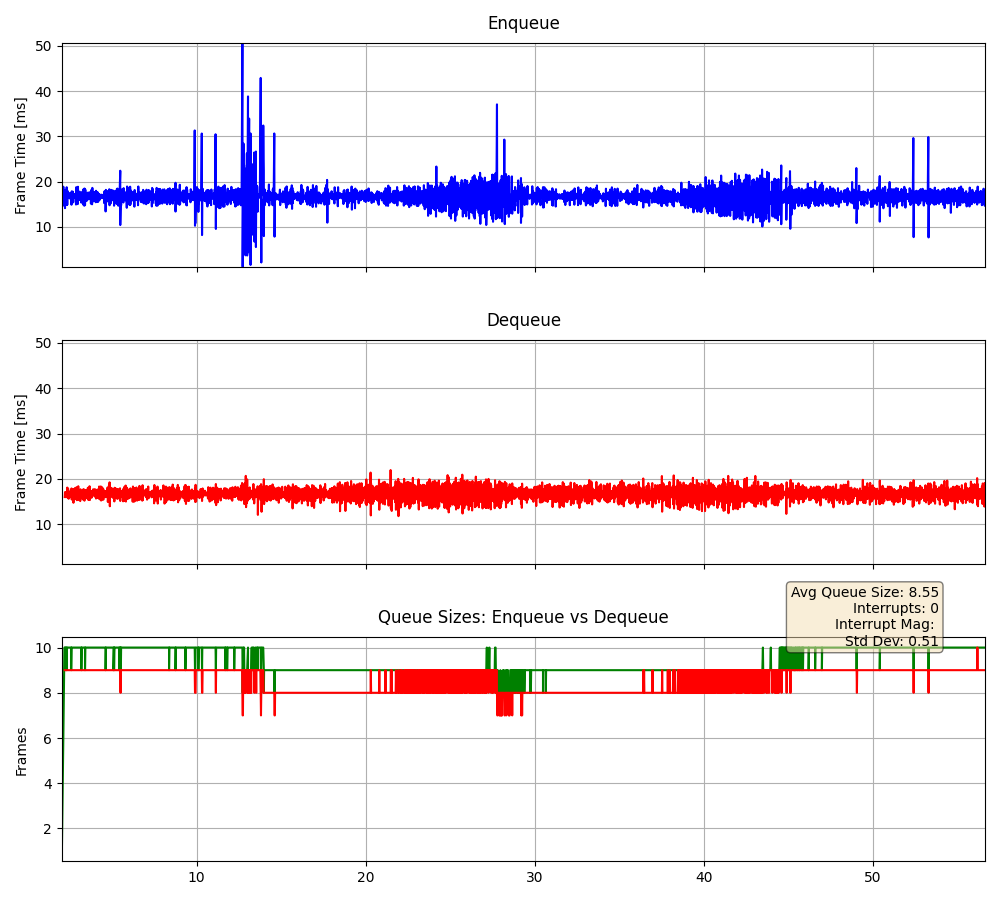 Enqueue
Frame Time [ms]
50
40
30
20
10
Dequeue
Frame Time [ms]
50
40
30
20
10
Avg Queue Size: 8.55
Interrupts: 0
Interrupt Mag:
Std Dev: 0.51
Queue Sizes: Enqueue vs Dequeue
Frames
10
8
6
4
2
10 20 30 40 50